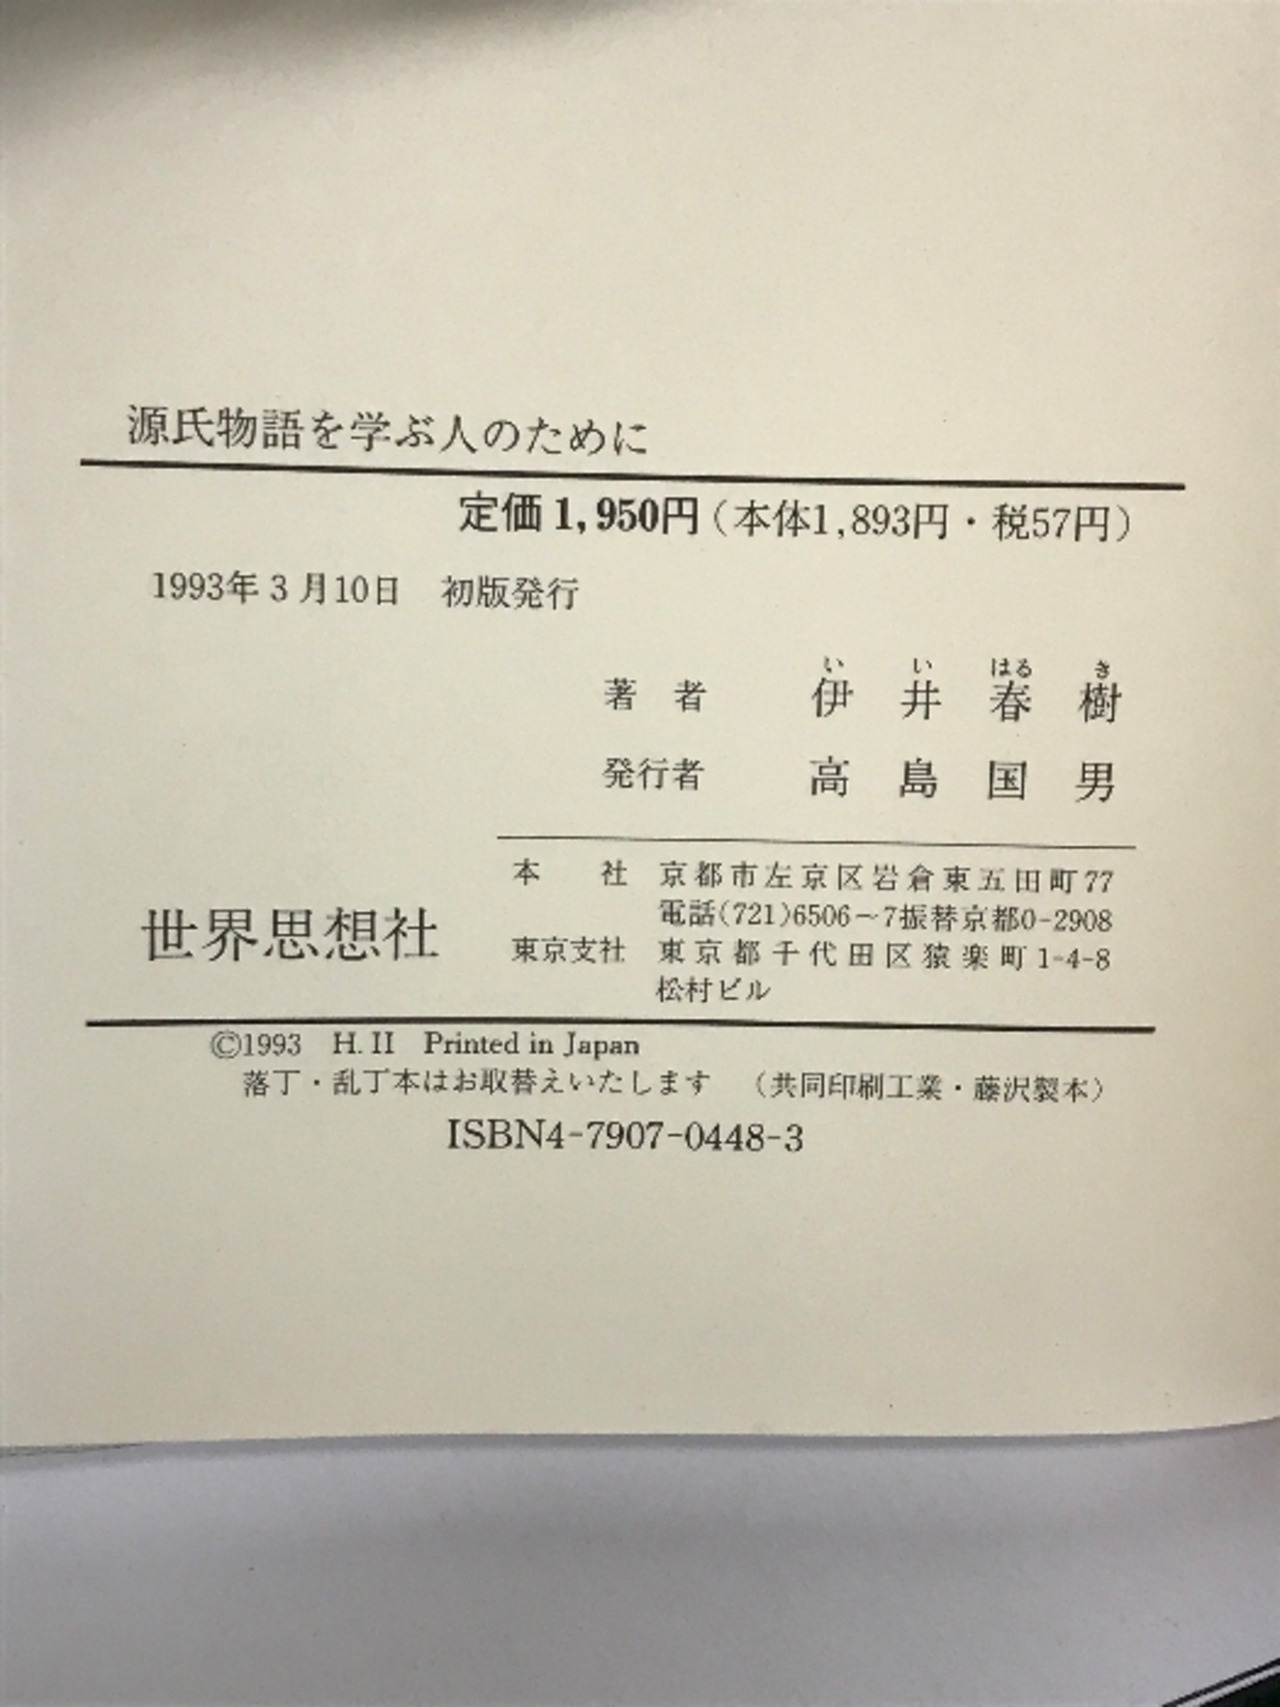 源氏物語を学ぶ人のために
定価1,950円（本体1,893円・税57円）
1993年3月10日　初版発行
い　い　はる　き
著　者　伊　井　春　樹
発行者　高　島　国　男
本　　社　京都市左京区岩倉東五田町77
電話(721)6506～7振替京都0-2908
世界思想社
東京支社　東京都千代田区猿楽町1-4-8
松村ビル
©1993　H. II　Printed in Japan
落丁・乱丁本はお取替えいたします　（共同印刷工業・藤沢製本）
ISBN4-7907-0448-3